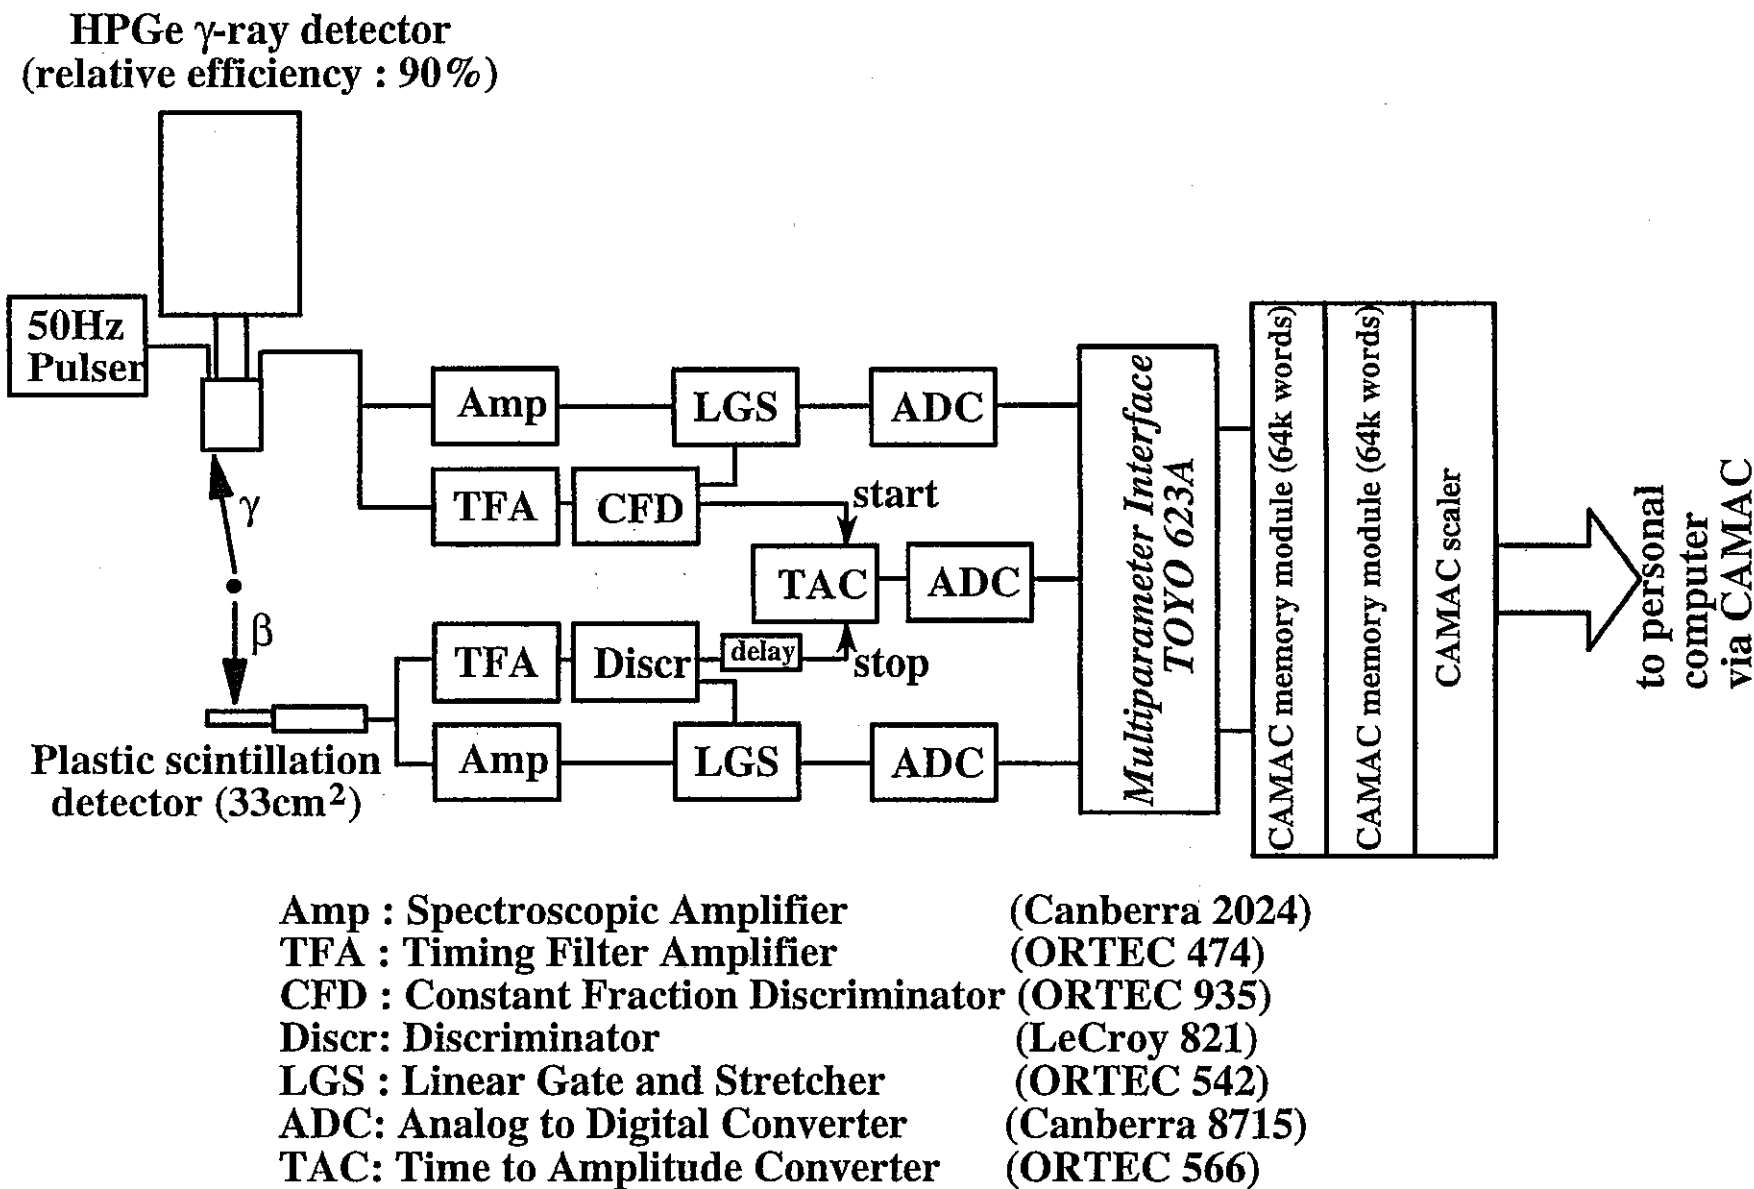 HPGe γ-ray detector
(relative efficiency : 90%)
50Hz
Pulser
Amp
LGS
ADC
TFA
CFD
start
γ
TAC
ADC
β
TFA
Discr
delay
stop
Amp
LGS
ADC
Plastic scintillation
detector (33cm²)
Multiparameter Interface
TOYO 623A
CAMAC memory module (64k words)
CAMAC memory module (64k words)
CAMAC scaler
to personal
computer
via CAMAC
Amp : Spectroscopic Amplifier (Canberra 2024)
TFA : Timing Filter Amplifier (ORTEC 474)
CFD : Constant Fraction Discriminator (ORTEC 935)
Discr: Discriminator (LeCroy 821)
LGS : Linear Gate and Stretcher (ORTEC 542)
ADC: Analog to Digital Converter (Canberra 8715)
TAC: Time to Amplitude Converter (ORTEC 566)